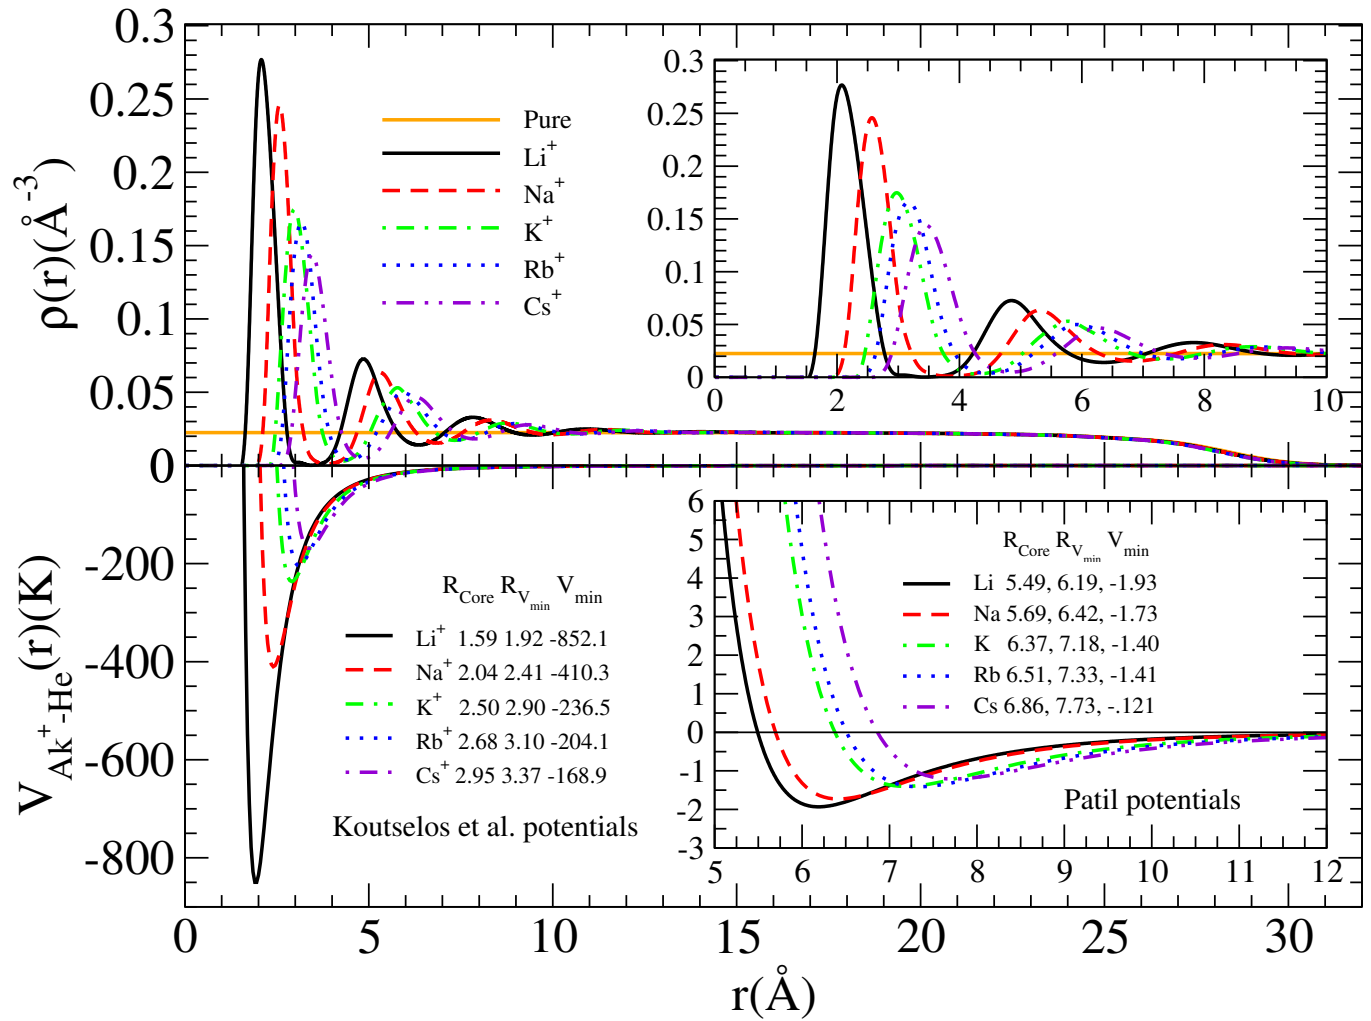 0.3
0.25
0.2
0.15
0.1
0.05
0
ρ(r)(Å⁻³)
Pure
Li⁺
Na⁺
K⁺
Rb⁺
Cs⁺
0.3
0.25
0.2
0.15
0.1
0.05
0
0 2 4 6 8 10
-200
-400
-600
-800
V_Ak⁺-He(r)(K)
R_Core R_V_min V_min
Li⁺ 1.59 1.92 -852.1
Na⁺ 2.04 2.41 -410.3
K⁺ 2.50 2.90 -236.5
Rb⁺ 2.68 3.10 -204.1
Cs⁺ 2.95 3.37 -168.9
Koutselos et al. potentials
6
5
4
3
2
1
0
-1
-2
-3
R_Core R_V_min V_min
Li 5.49, 6.19, -1.93
Na 5.69, 6.42, -1.73
K 6.37, 7.18, -1.40
Rb 6.51, 7.33, -1.41
Cs 6.86, 7.73, -.121
Patil potentials
5 6 7 8 9 10 11 12
0 5 10 15 20 25 30
r(Å)